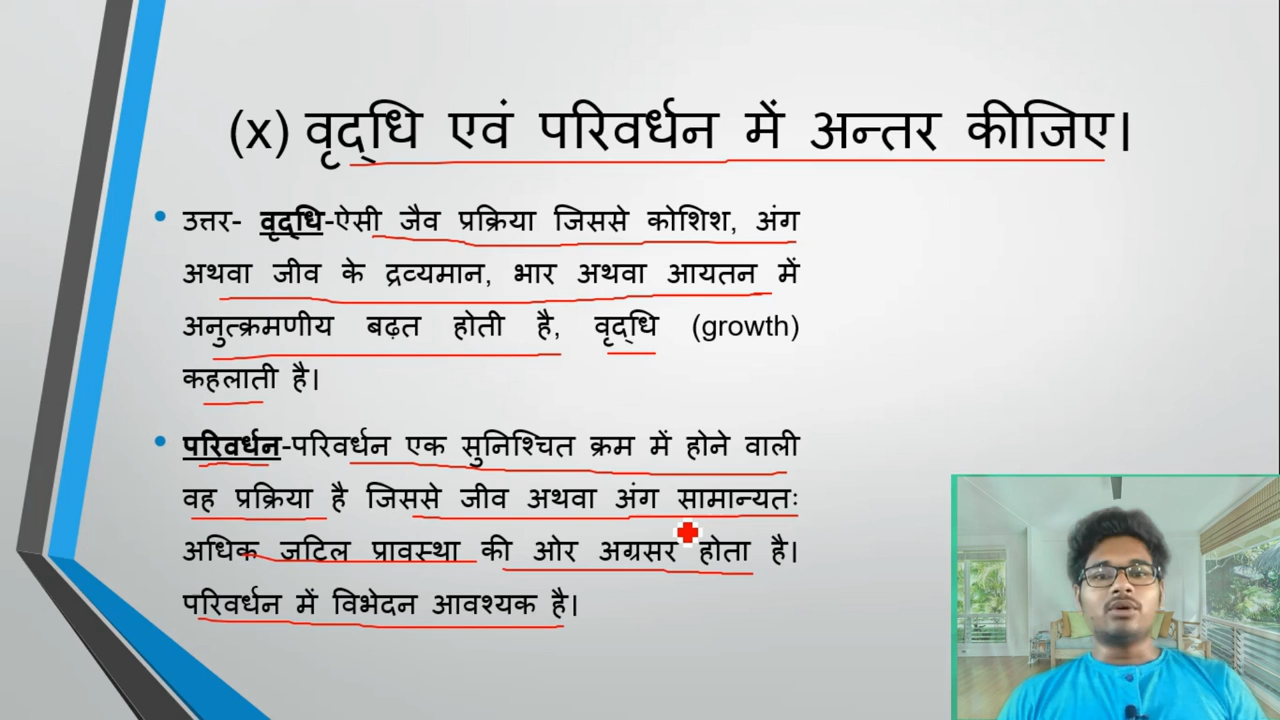 (x) वृद्धि एवं परिवर्धन में अन्तर कीजिए।
उत्तर- वृद्धि-ऐसी जैव प्रक्रिया जिससे कोशिश, अंग
अथवा जीव के द्रव्यमान, भार अथवा आयतन में
अनुत्क्रमणीय बढ़त होती है, वृद्धि (growth)
कहलाती है।
परिवर्धन-परिवर्धन एक सुनिश्चित क्रम में होने वाली
वह प्रक्रिया है जिससे जीव अथवा अंग सामान्यतः
अधिक जटिल प्रावस्था की ओर अग्रसर होता है।
परिवर्धन में विभेदन आवश्यक है।